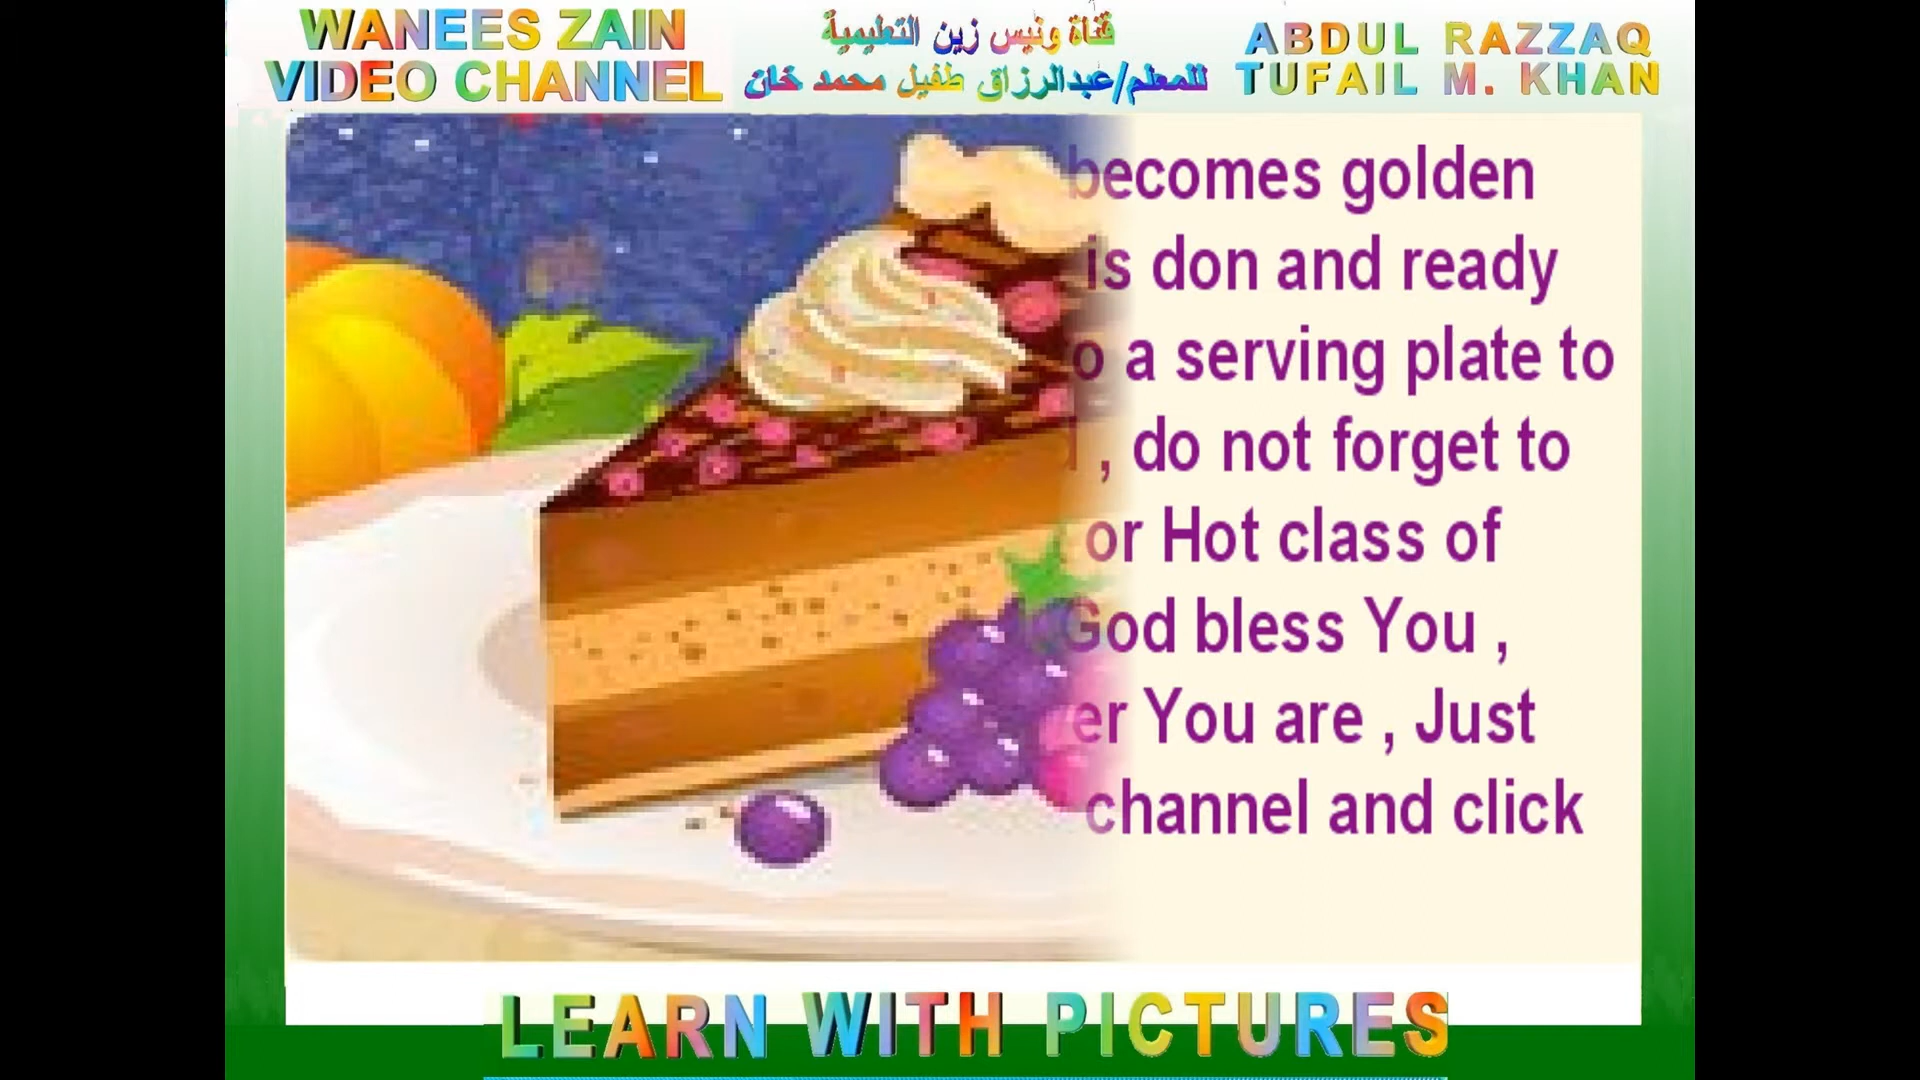 WANEES ZAIN
VIDEO CHANNEL
قناة ونيس زين التعليمية
للمعلم/عبدالرزاق طفيل محمد خان
ABDUL RAZZAQ
TUFAIL M. KHAN
becomes golden
is don and ready
a serving plate to
, do not forget to
or Hot class of
God bless You ,
er You are , Just
channel and click
LEARN WITH PICTURES